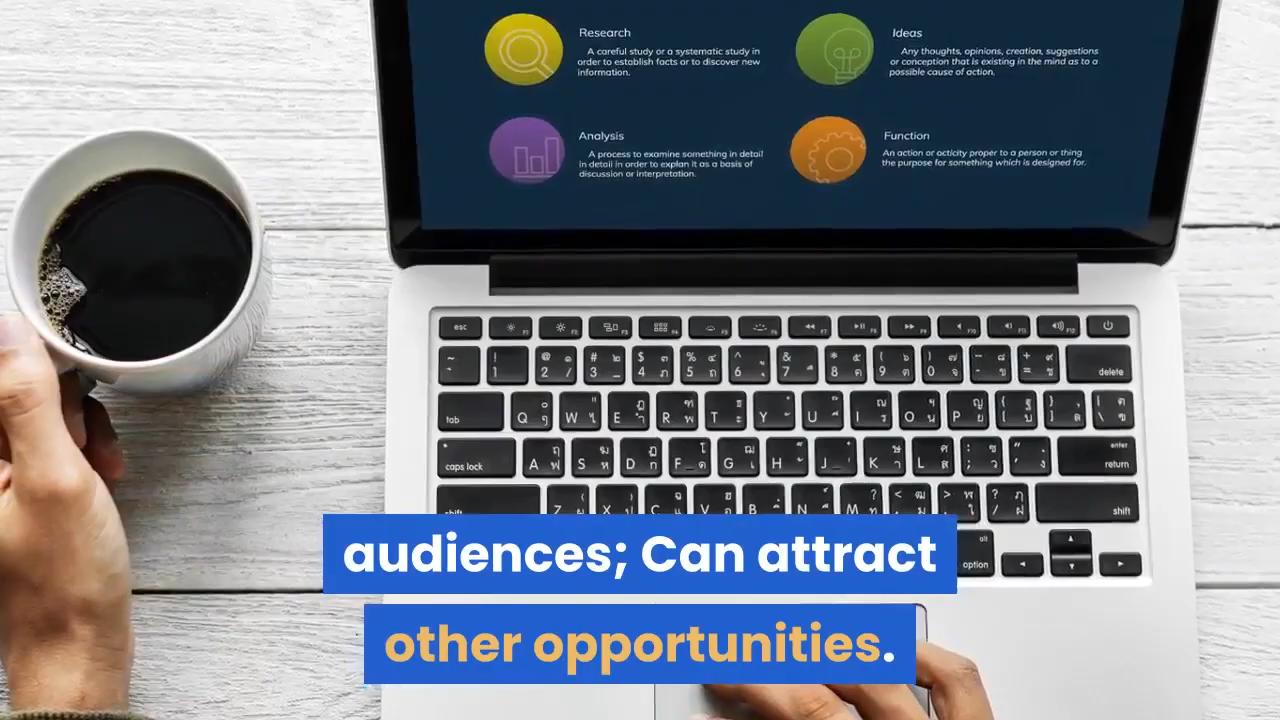 Research
A careful study or a systematic study in
order to establish facts or to discover new
information.
Ideas
Any thoughts, opinions, creation, suggestions
or conception that is existing in the mind as to a
possible cause of action.
Analysis
A process to examine something in detail
in detail in order to explain it as a basis of
discussion or interpretation.
Function
An action or acticity proper to a person or thing
the purpose for something which is designed for.
esc
delete
tab
Q W E R T Y U I O P
caps lock A S D F G H J K L enter return
shift Z X C V B N M shift
alt option
audiences; Can attract
other opportunities.